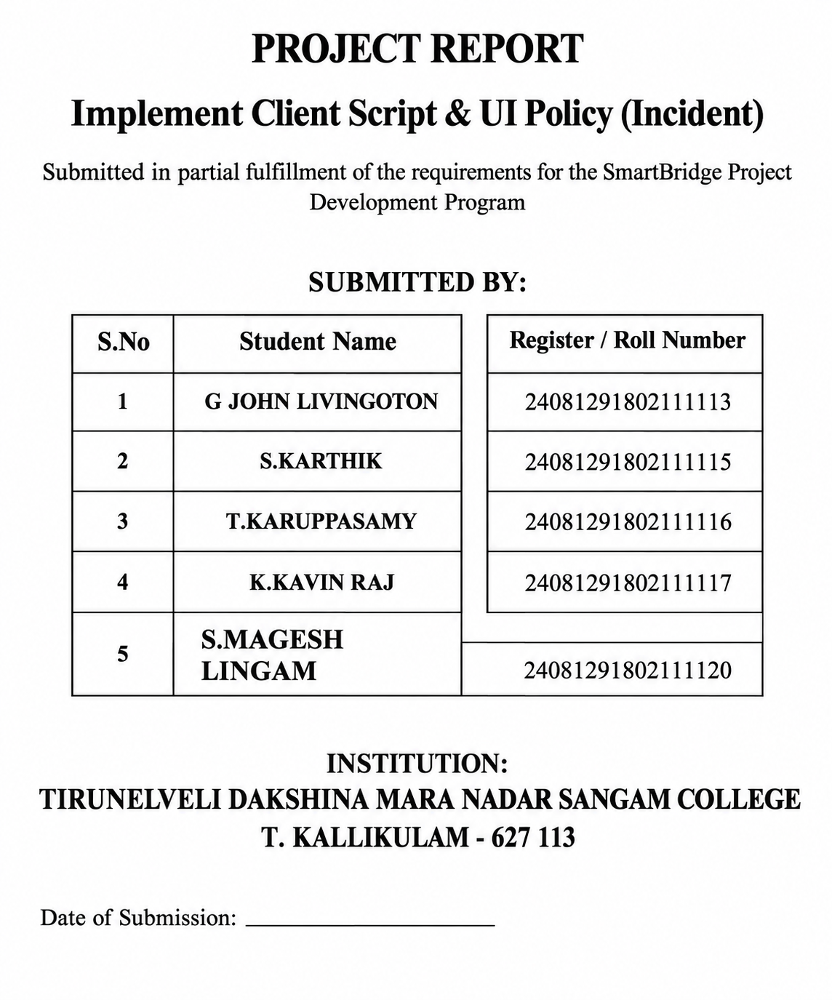 PROJECT REPORT
Implement Client Script & UI Policy (Incident)
Submitted in partial fulfillment of the requirements for the SmartBridge Project
Development Program
SUBMITTED BY:
S.No Student Name Register / Roll Number
1 G JOHN LIVINGOTON 24081291802111113
2 S.KARTHIK 24081291802111115
3 T.KARUPPASAMY 24081291802111116
4 K.KAVIN RAJ 24081291802111117
5 S.MAGESH
LINGAM 24081291802111120
INSTITUTION:
TIRUNELVELI DAKSHINA MARA NADAR SANGAM COLLEGE
T. KALLIKULAM - 627 113
Date of Submission: